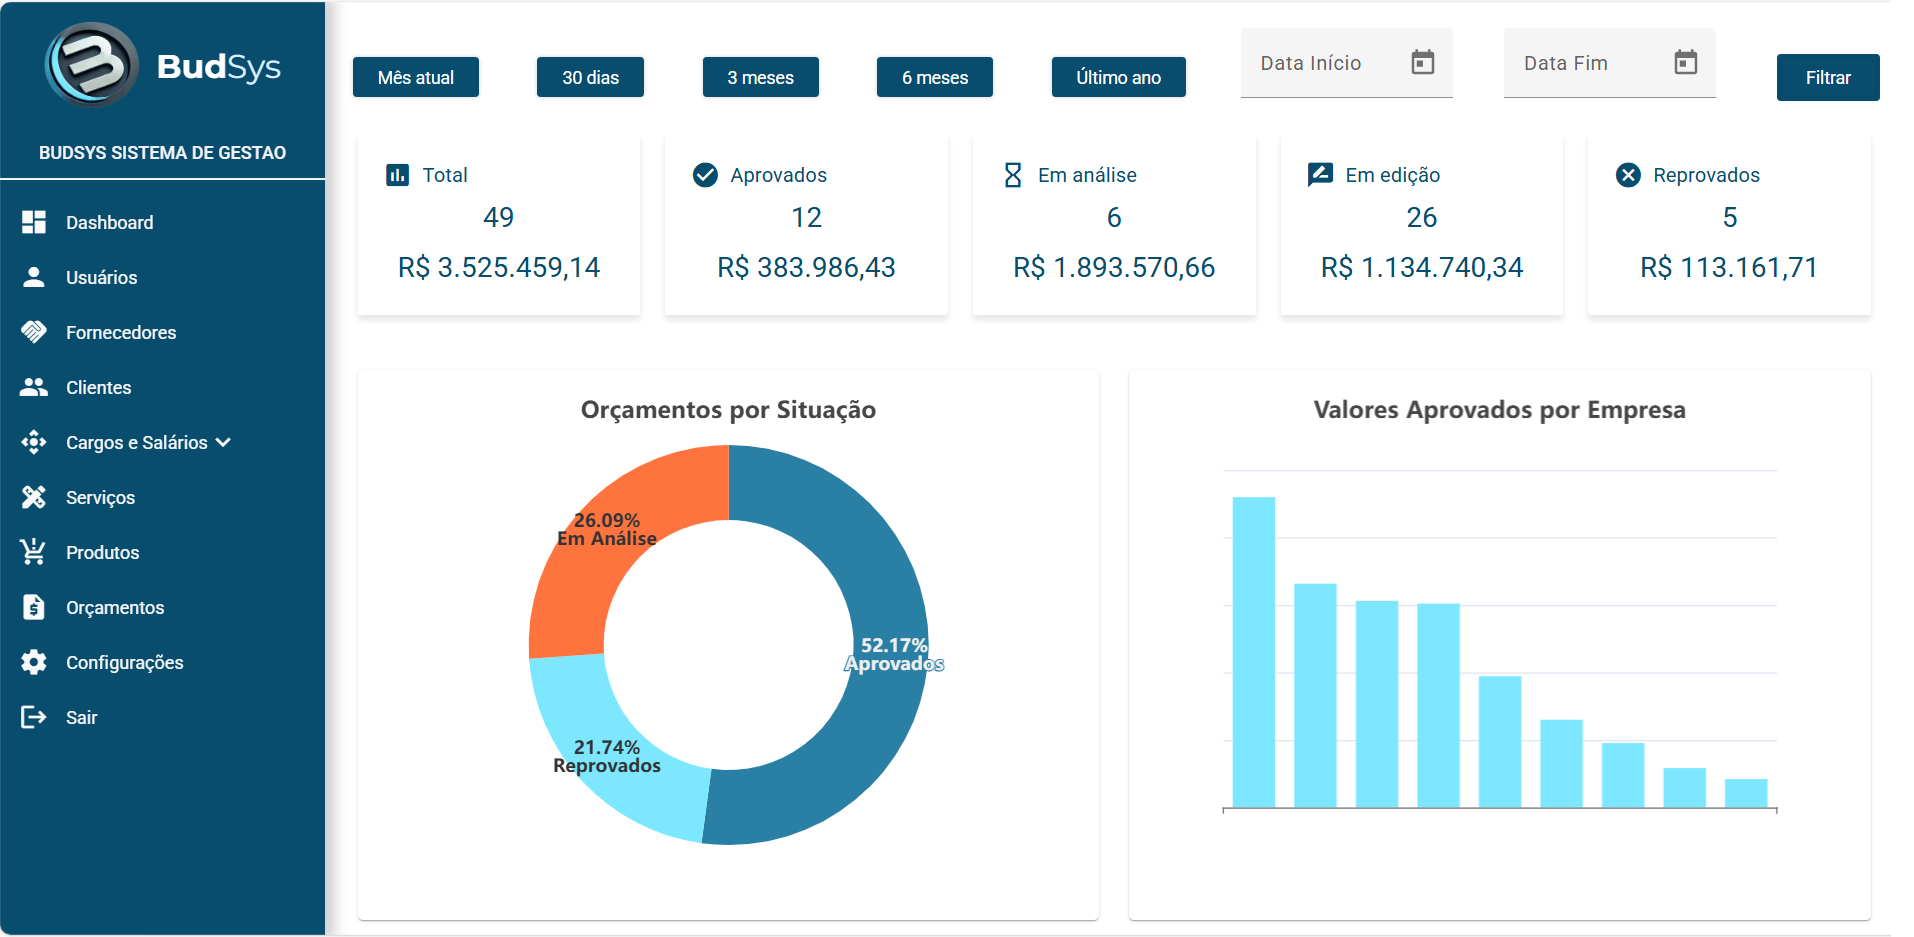 BudSys
BUDSYS SISTEMA DE GESTAO
Dashboard
Usuários
Fornecedores
Clientes
Cargos e Salários
Serviços
Produtos
Orçamentos
Configurações
Sair
Mês atual
30 dias
3 meses
6 meses
Último ano
Data Início
Data Fim
Filtrar
Total
49
R$ 3.525.459,14
Aprovados
12
R$ 383.986,43
Em análise
6
R$ 1.893.570,66
Em edição
26
R$ 1.134.740,34
Reprovados
5
R$ 113.161,71
Orçamentos por Situação
26.09%
Em Análise
52.17%
Aprovados
21.74%
Reprovados
Valores Aprovados por Empresa